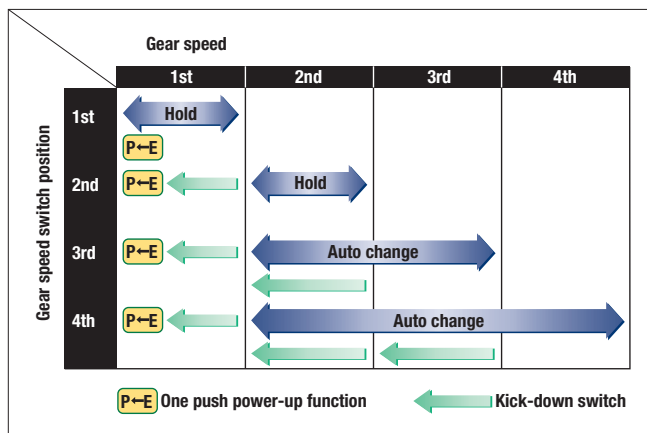 Gear speed
1st 2nd 3rd 4th
Gear speed switch position
1st Hold
P←E
2nd P←E Hold
3rd P←E Auto change
4th P←E Auto change
P←E One push power-up function Kick-down switch